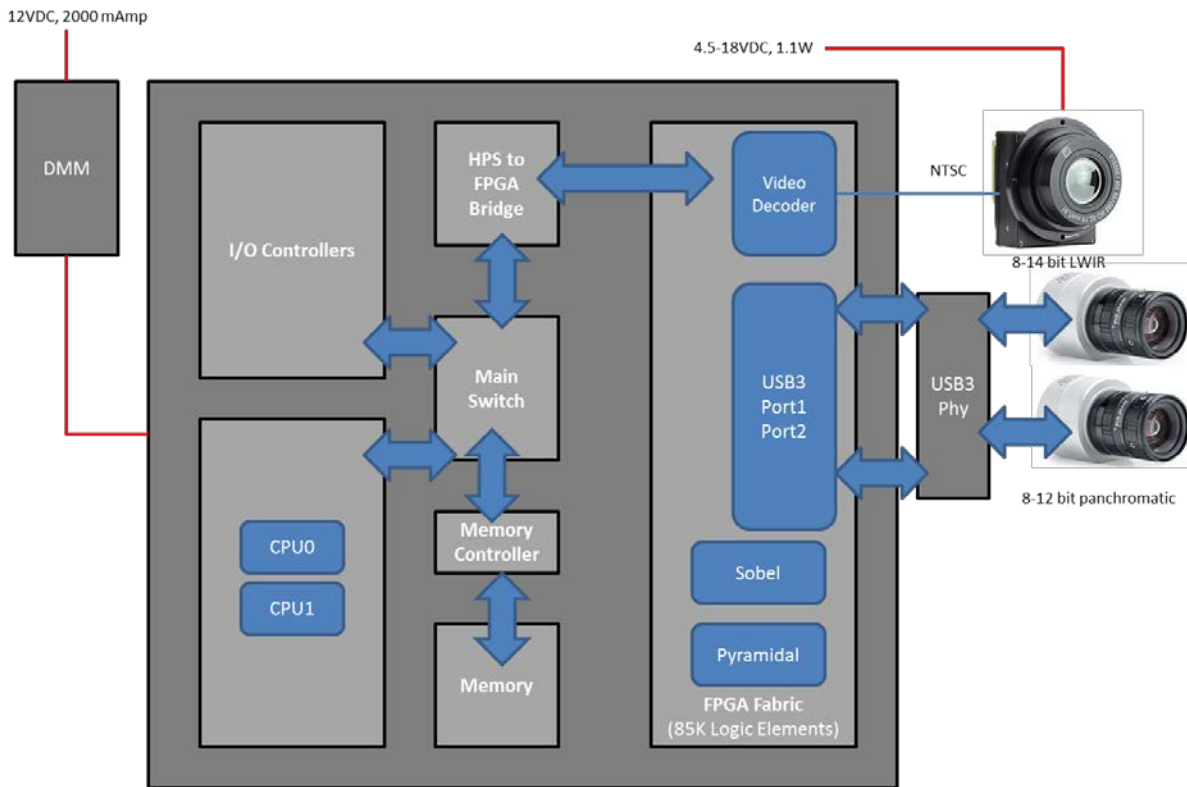 12VDC, 2000 mAmp
4.5-18VDC, 1.1W
DMM
I/O Controllers
HPS to
FPGA
Bridge
Video
Decoder
NTSC
8-14 bit LWIR
Main
Switch
USB3
Port1
Port2
USB3
Phy
8-12 bit panchromatic
CPU0
CPU1
Memory
Controller
Memory
Sobel
Pyramidal
FPGA Fabric
(85K Logic Elements)